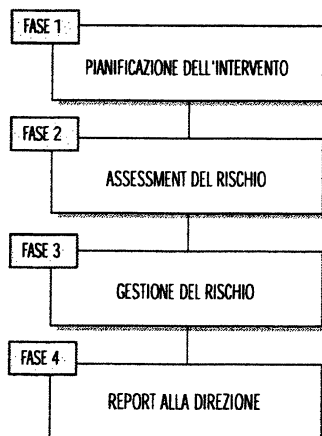 FASE 1
PIANIFICAZIONE DELL'INTERVENTO
FASE 2
ASSESSMENT DEL RISCHIO
FASE 3
GESTIONE DEL RISCHIO
FASE 4
REPORT ALLA DIREZIONE